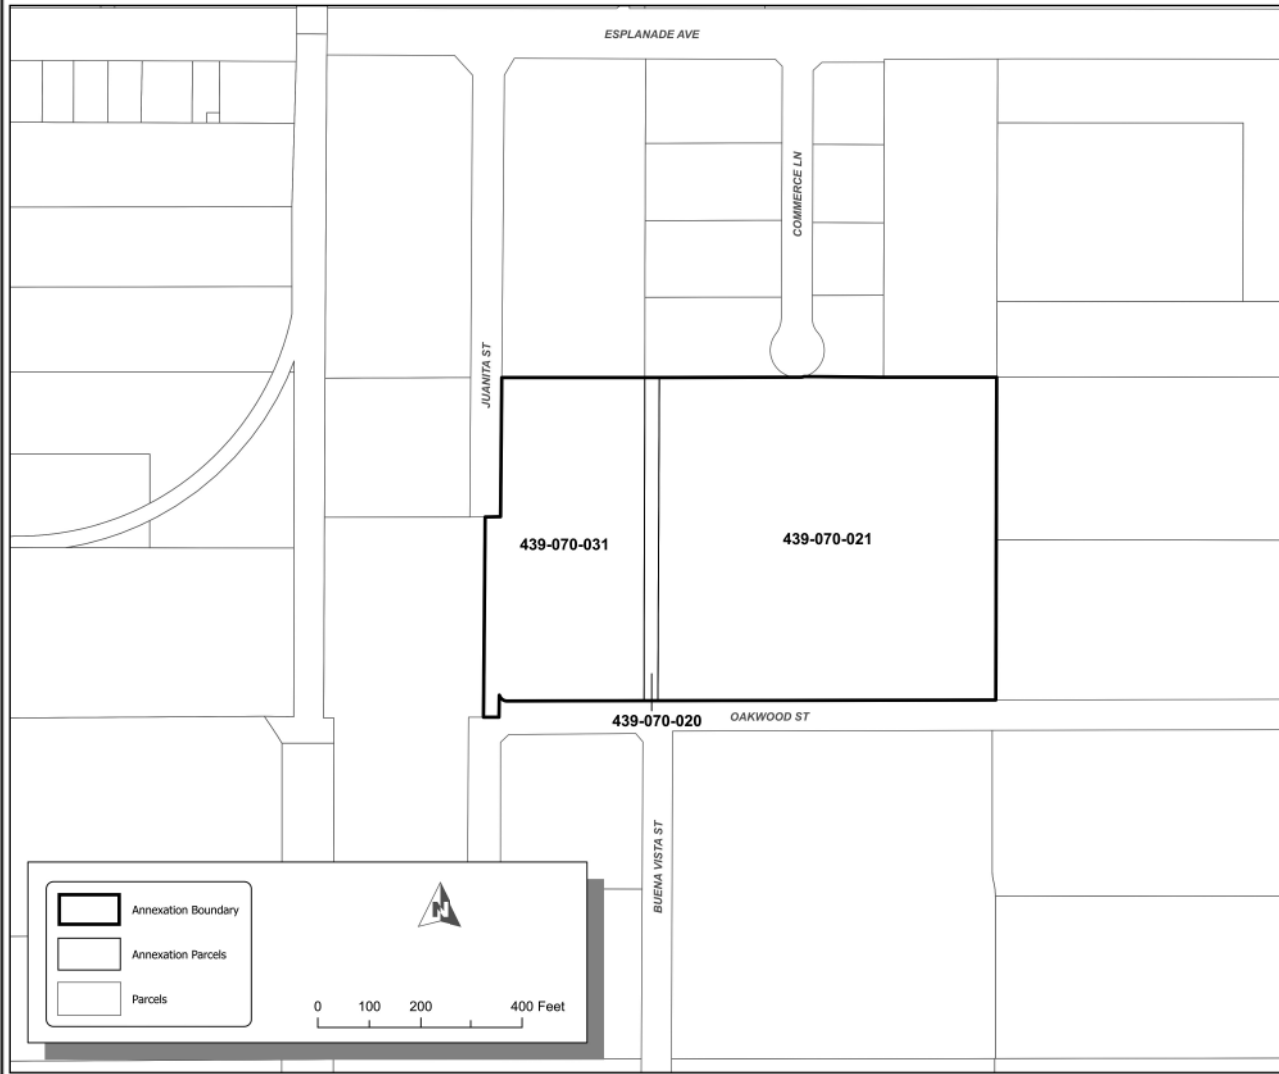 ESPLANADE AVE
COMMERCE LN
JUANITA ST
439-070-031
439-070-021
439-070-020
OAKWOOD ST
BUENA VISTA ST
Annexation Boundary
Annexation Parcels
Parcels
N
0 100 200 400 Feet